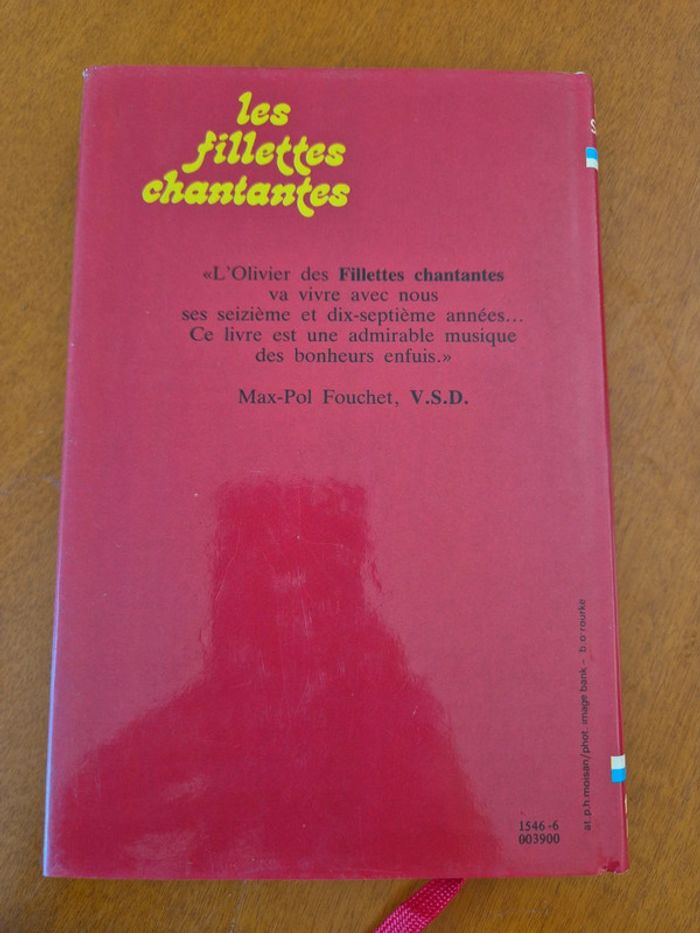 les
fillettes
chantantes
«L'Olivier des Fillettes chantantes
va vivre avec nous
ses seizième et dix-septième années...
Ce livre est une admirable musique
des bonheurs enfuis.»
Max-Pol Fouchet, V.S.D.
at. p.h.moisan/phot. image bank - b. o'rourke
1546-6
003900
S